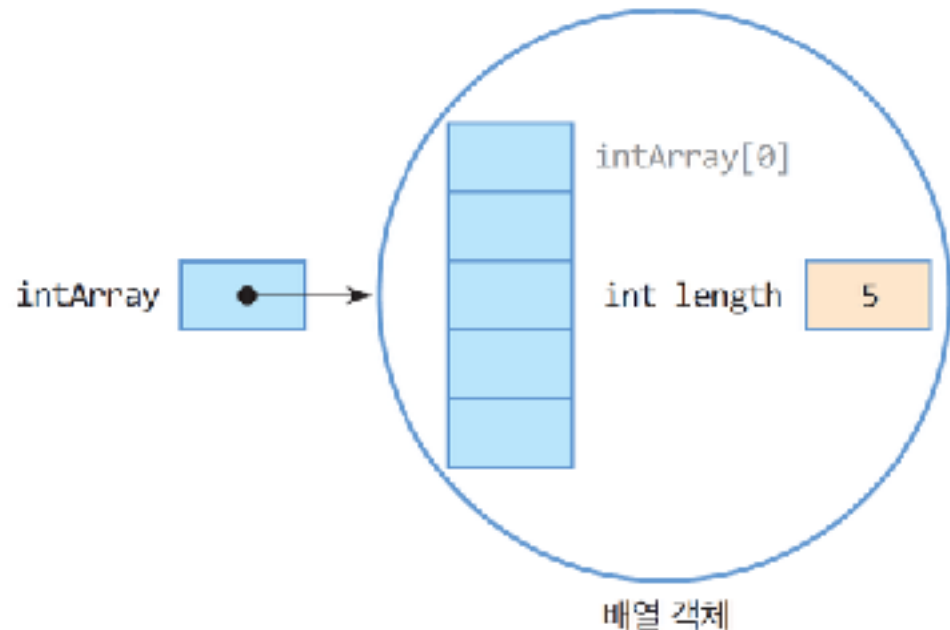 intArray[0]
intArray
int length
5
배열 객체